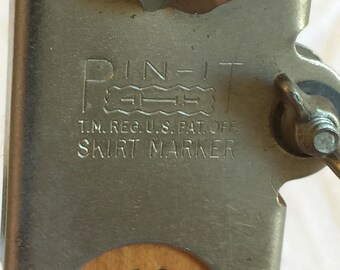 PIN-IT
T.M. REG. U.S. PAT. OFF.
SKIRT MARKER